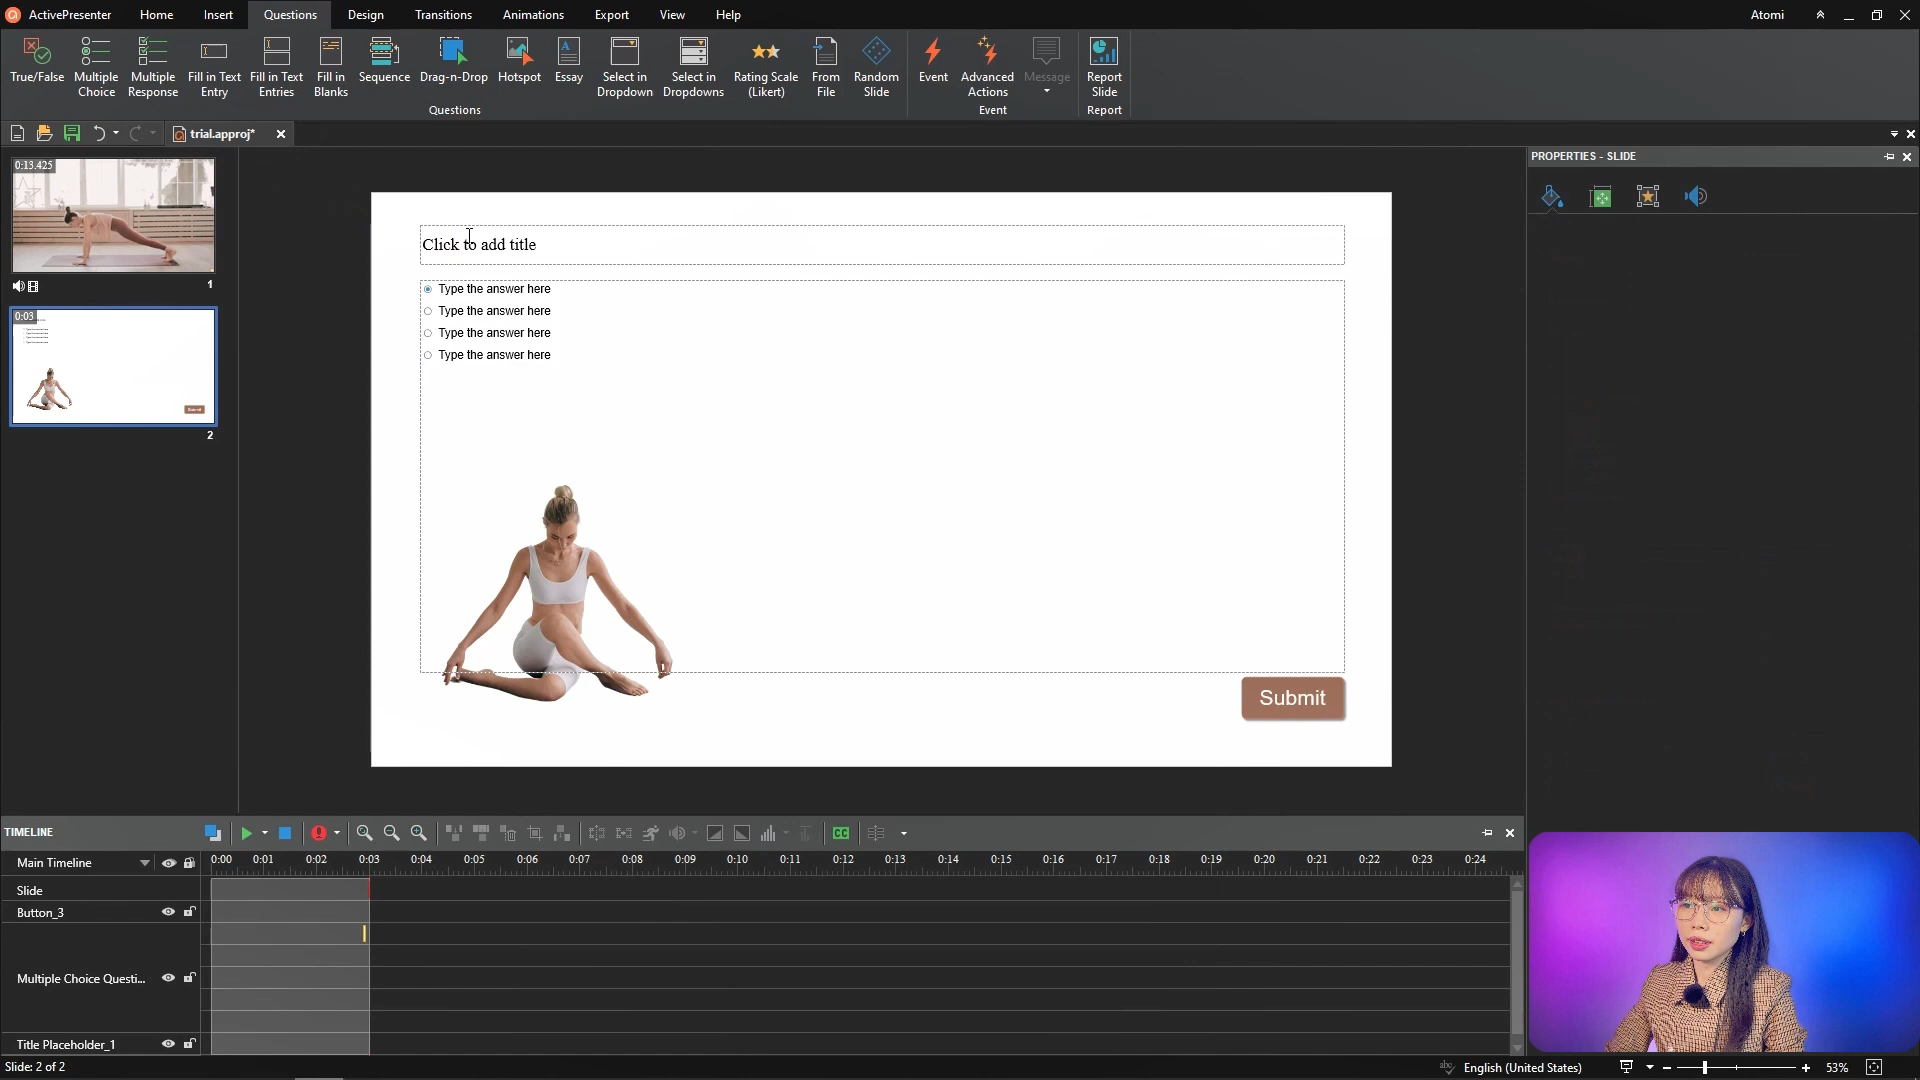 ActivePresenter
Home
Insert
Questions
Design
Transitions
Animations
Export
View
Help
Atomi
True/False
Multiple
Choice
Multiple
Response
Fill in Text
Entry
Fill in Text
Entries
Fill in
Blanks
Sequence
Drag-n-Drop
Hotspot
Essay
Select in
Dropdown
Select in
Dropdowns
Rating Scale
(Likert)
From
File
Random
Slide
Event
Advanced
Actions
Message
Report
Slide
Questions
Event
Report
trial.approj*
PROPERTIES - SLIDE
0:13.425
1
0:03
2
Click to add title
Type the answer here
Type the answer here
Type the answer here
Type the answer here
Submit
TIMELINE
CC
Main Timeline
0:00 0:01 0:02 0:03 0:04 0:05 0:06 0:07 0:08 0:09 0:10 0:11 0:12 0:13 0:14 0:15 0:16 0:17 0:18 0:19 0:20 0:21 0:22 0:23 0:24
Slide
Button_3
Multiple Choice Questi...
Title Placeholder_1
Slide: 2 of 2
abc
English (United States)
53%